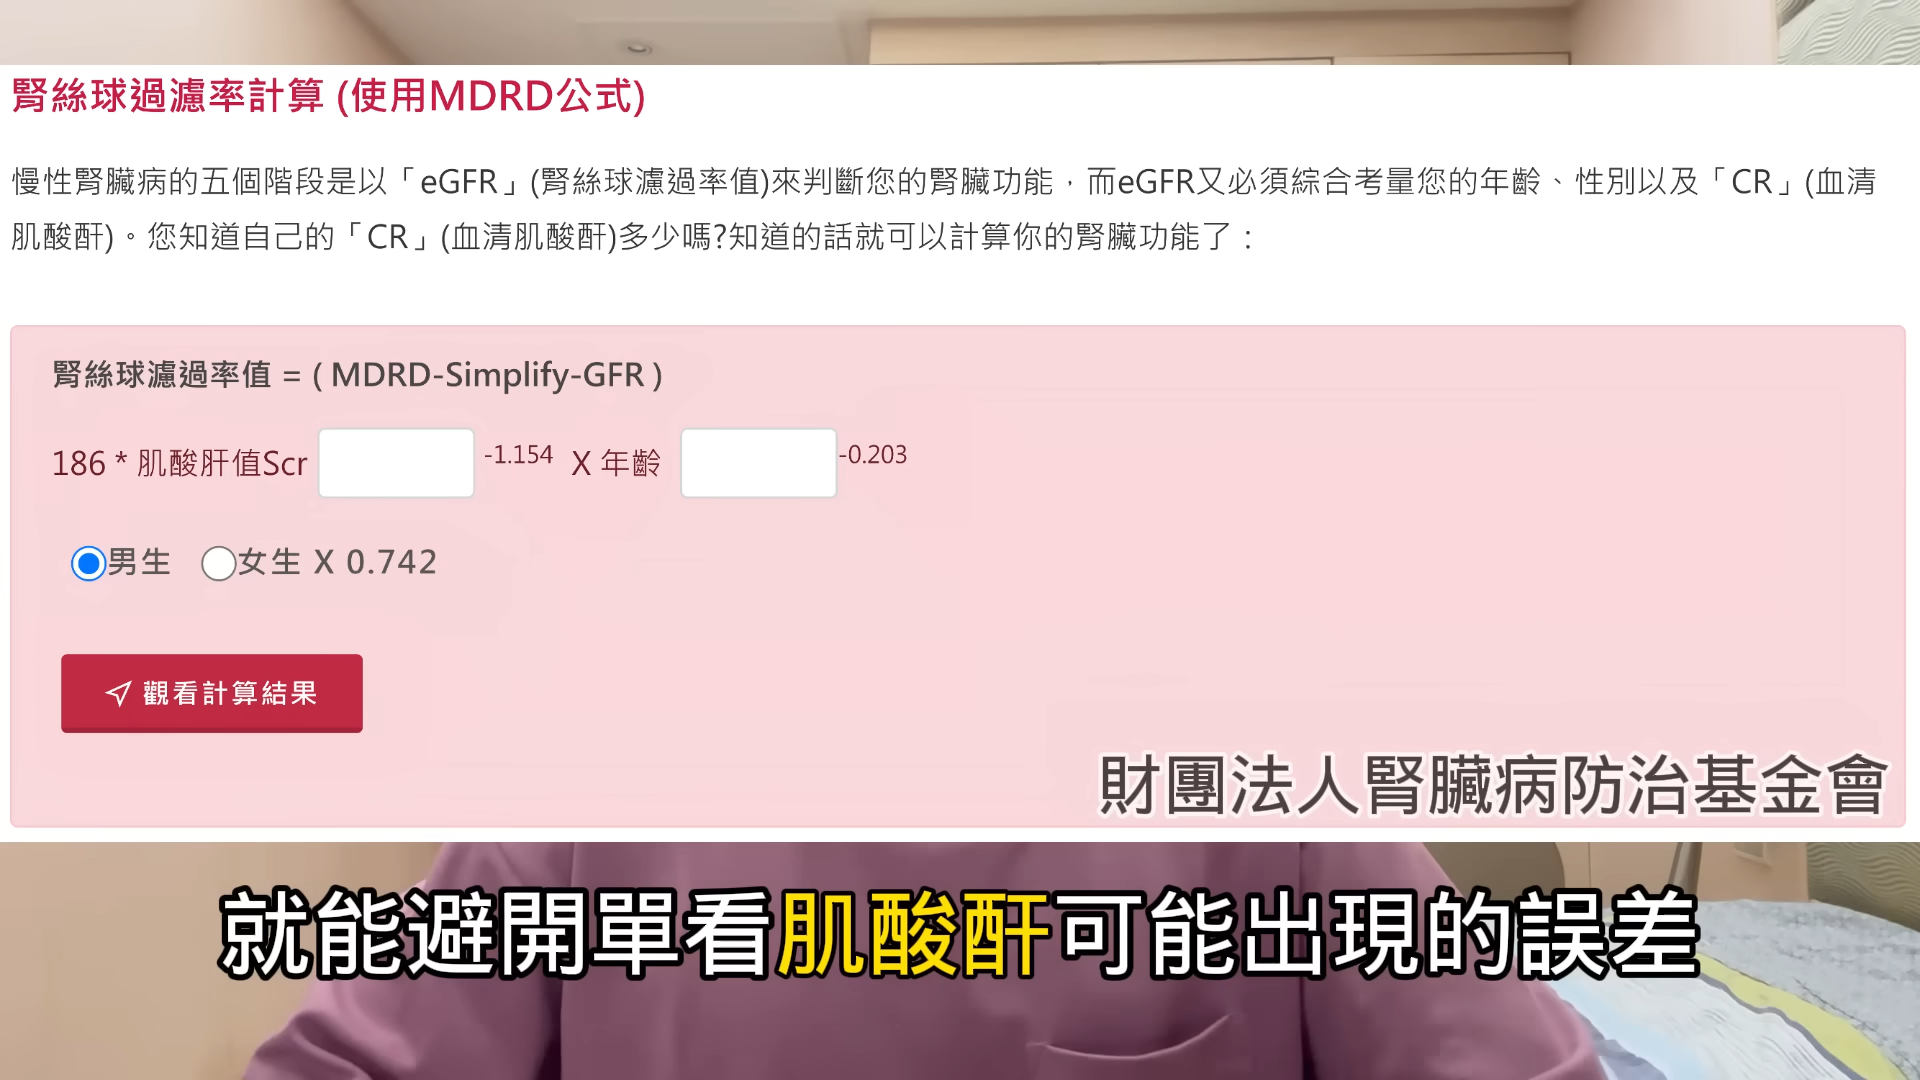 腎絲球過濾率計算 (使用MDRD公式)
慢性腎臟病的五個階段是以「eGFR」(腎絲球濾過率值)來判斷您的腎臟功能，而eGFR又必須綜合考量您的年齡、性別以及「CR」(血清
肌酸酐)。您知道自己的「CR」(血清肌酸酐)多少嗎?知道的話就可以計算你的腎臟功能了：
腎絲球濾過率值 = ( MDRD-Simplify-GFR )
186 * 肌酸肝值Scr -1.154 X 年齡 -0.203
男生 女生 X 0.742
觀看計算結果
財團法人腎臟病防治基金會
就能避開單看肌酸酐可能出現的誤差